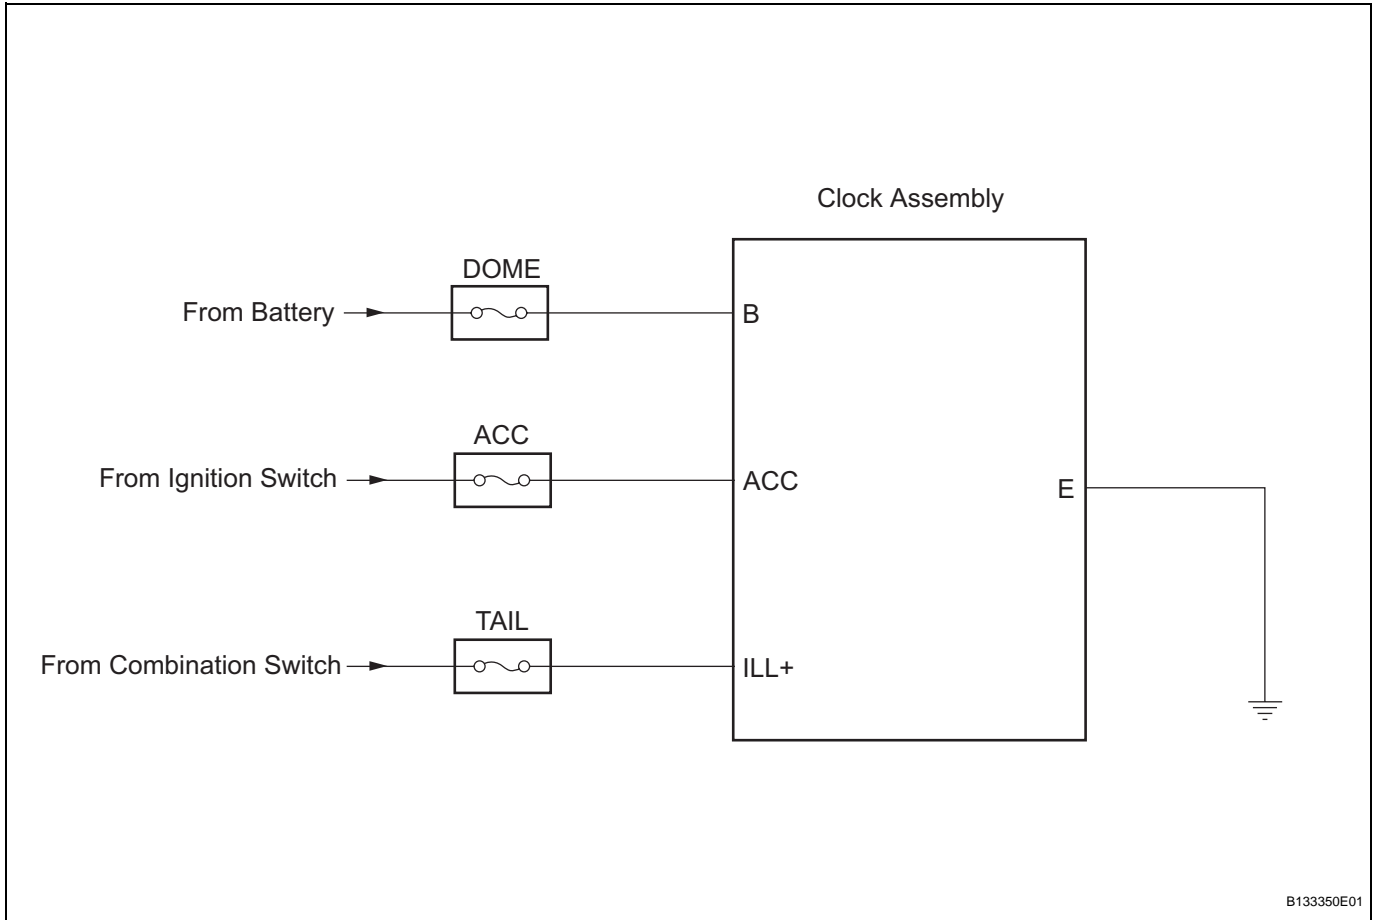 Clock Assembly
DOME
From Battery
B
ACC
From Ignition Switch
ACC
E
TAIL
From Combination Switch
ILL+
B133350E01